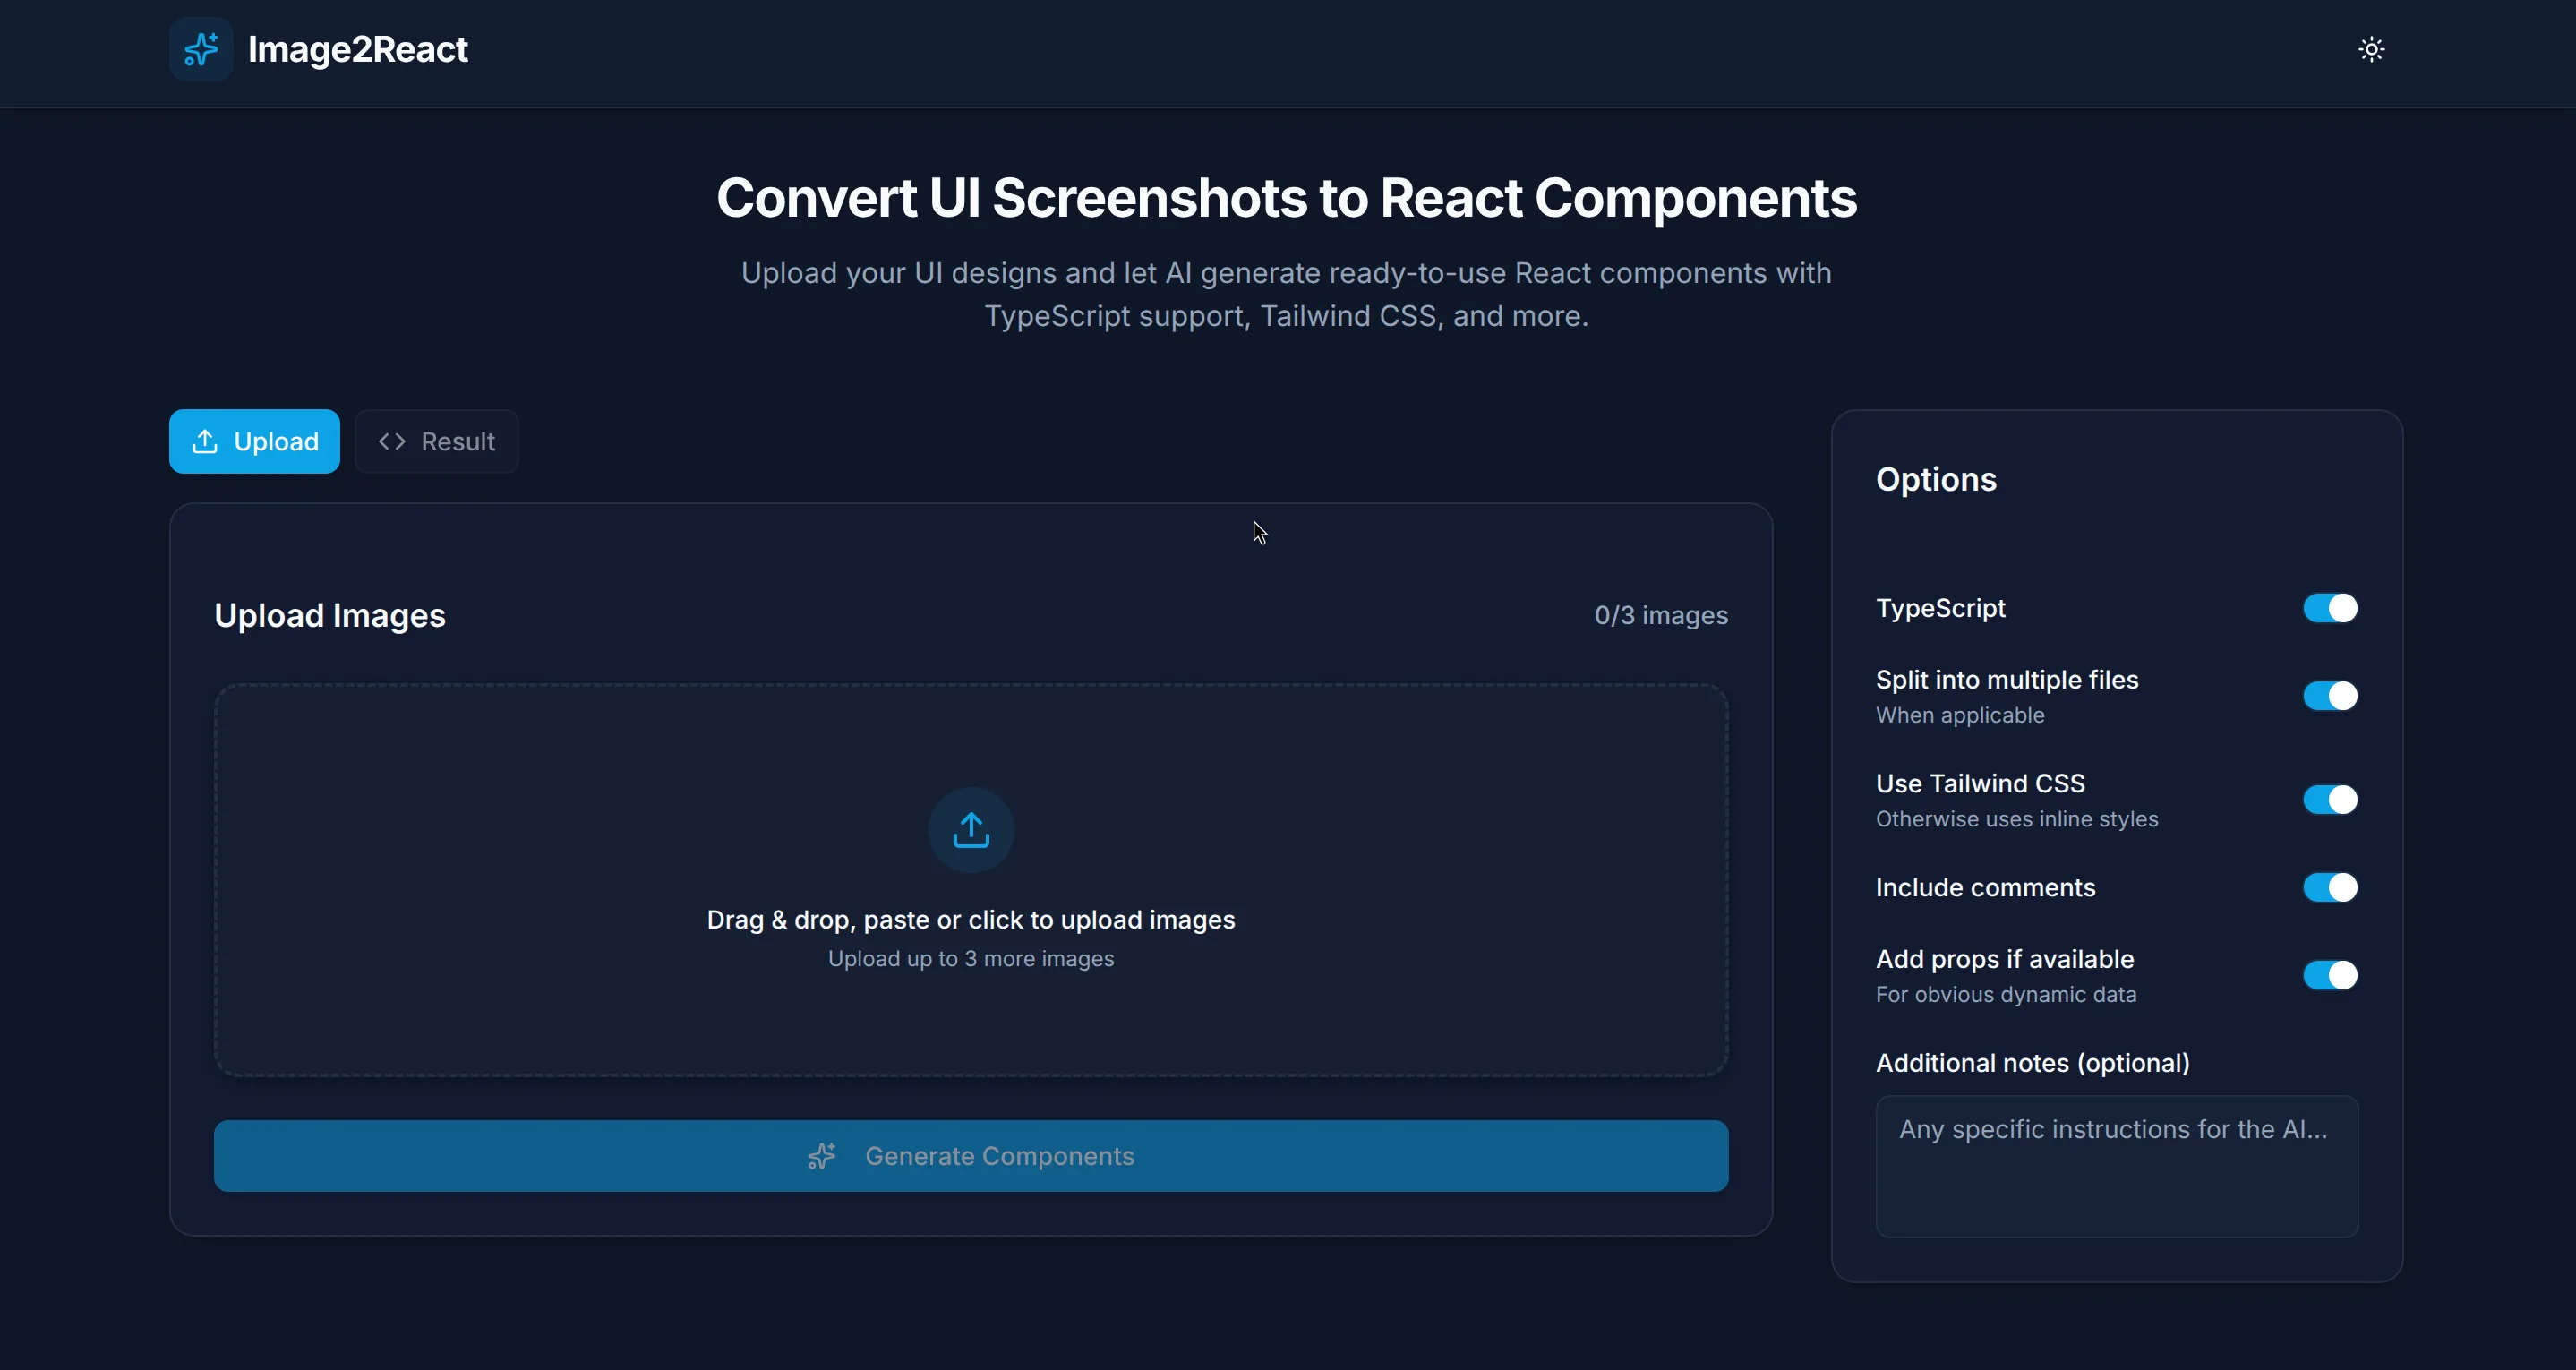 Image2React
Convert UI Screenshots to React Components
Upload your UI designs and let AI generate ready-to-use React components with
TypeScript support, Tailwind CSS, and more.
Upload
Result
Upload Images
0/3 images
Drag & drop, paste or click to upload images
Upload up to 3 more images
Generate Components
Options
TypeScript
Split into multiple files
When applicable
Use Tailwind CSS
Otherwise uses inline styles
Include comments
Add props if available
For obvious dynamic data
Additional notes (optional)
Any specific instructions for the AI...